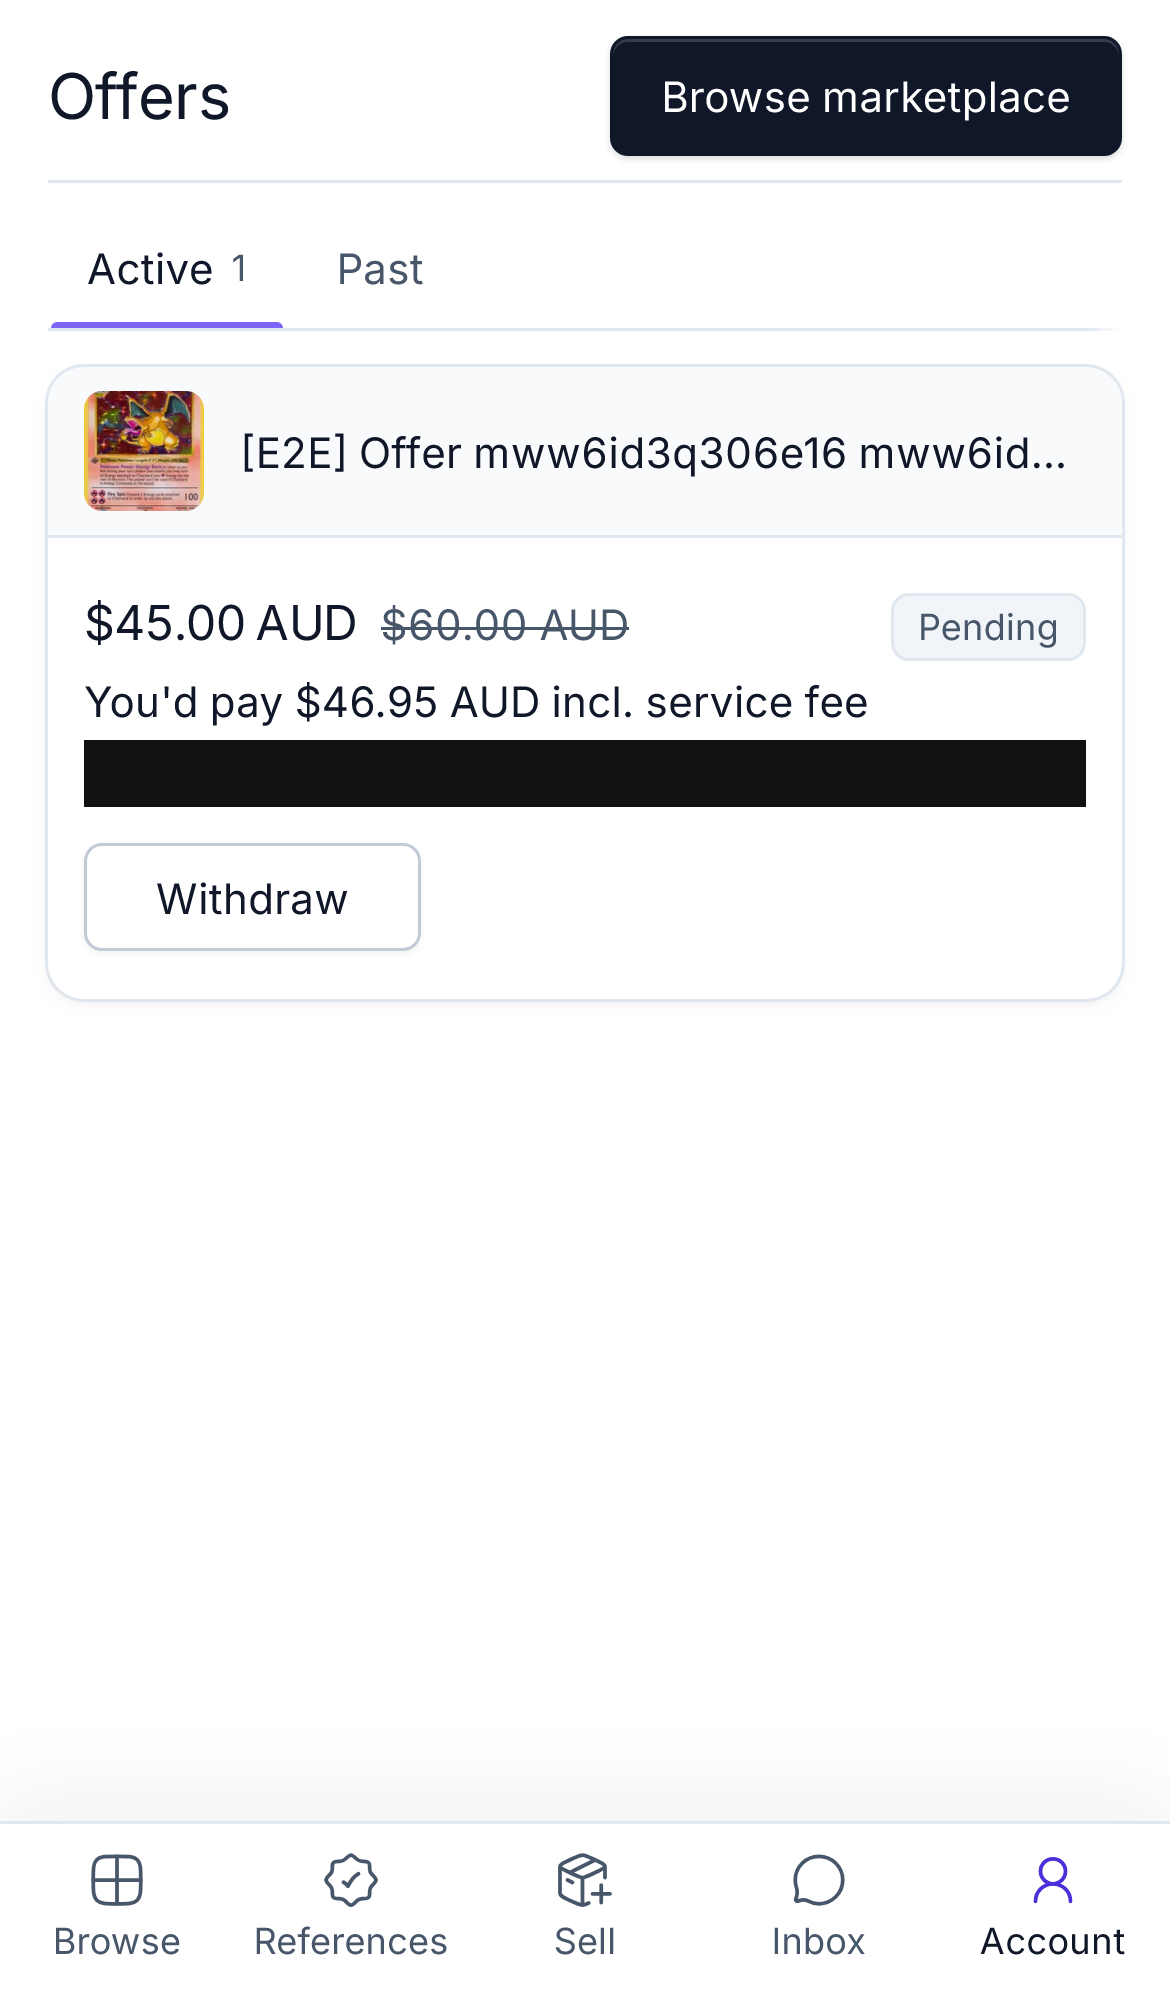 Offers
Browse marketplace
Active 1
Past
[E2E] Offer mww6id3q306e16 mww6id...
100
$45.00 AUD $60.00 AUD
Pending
You'd pay $46.95 AUD incl. service fee
Withdraw
Browse
References
Sell
Inbox
Account